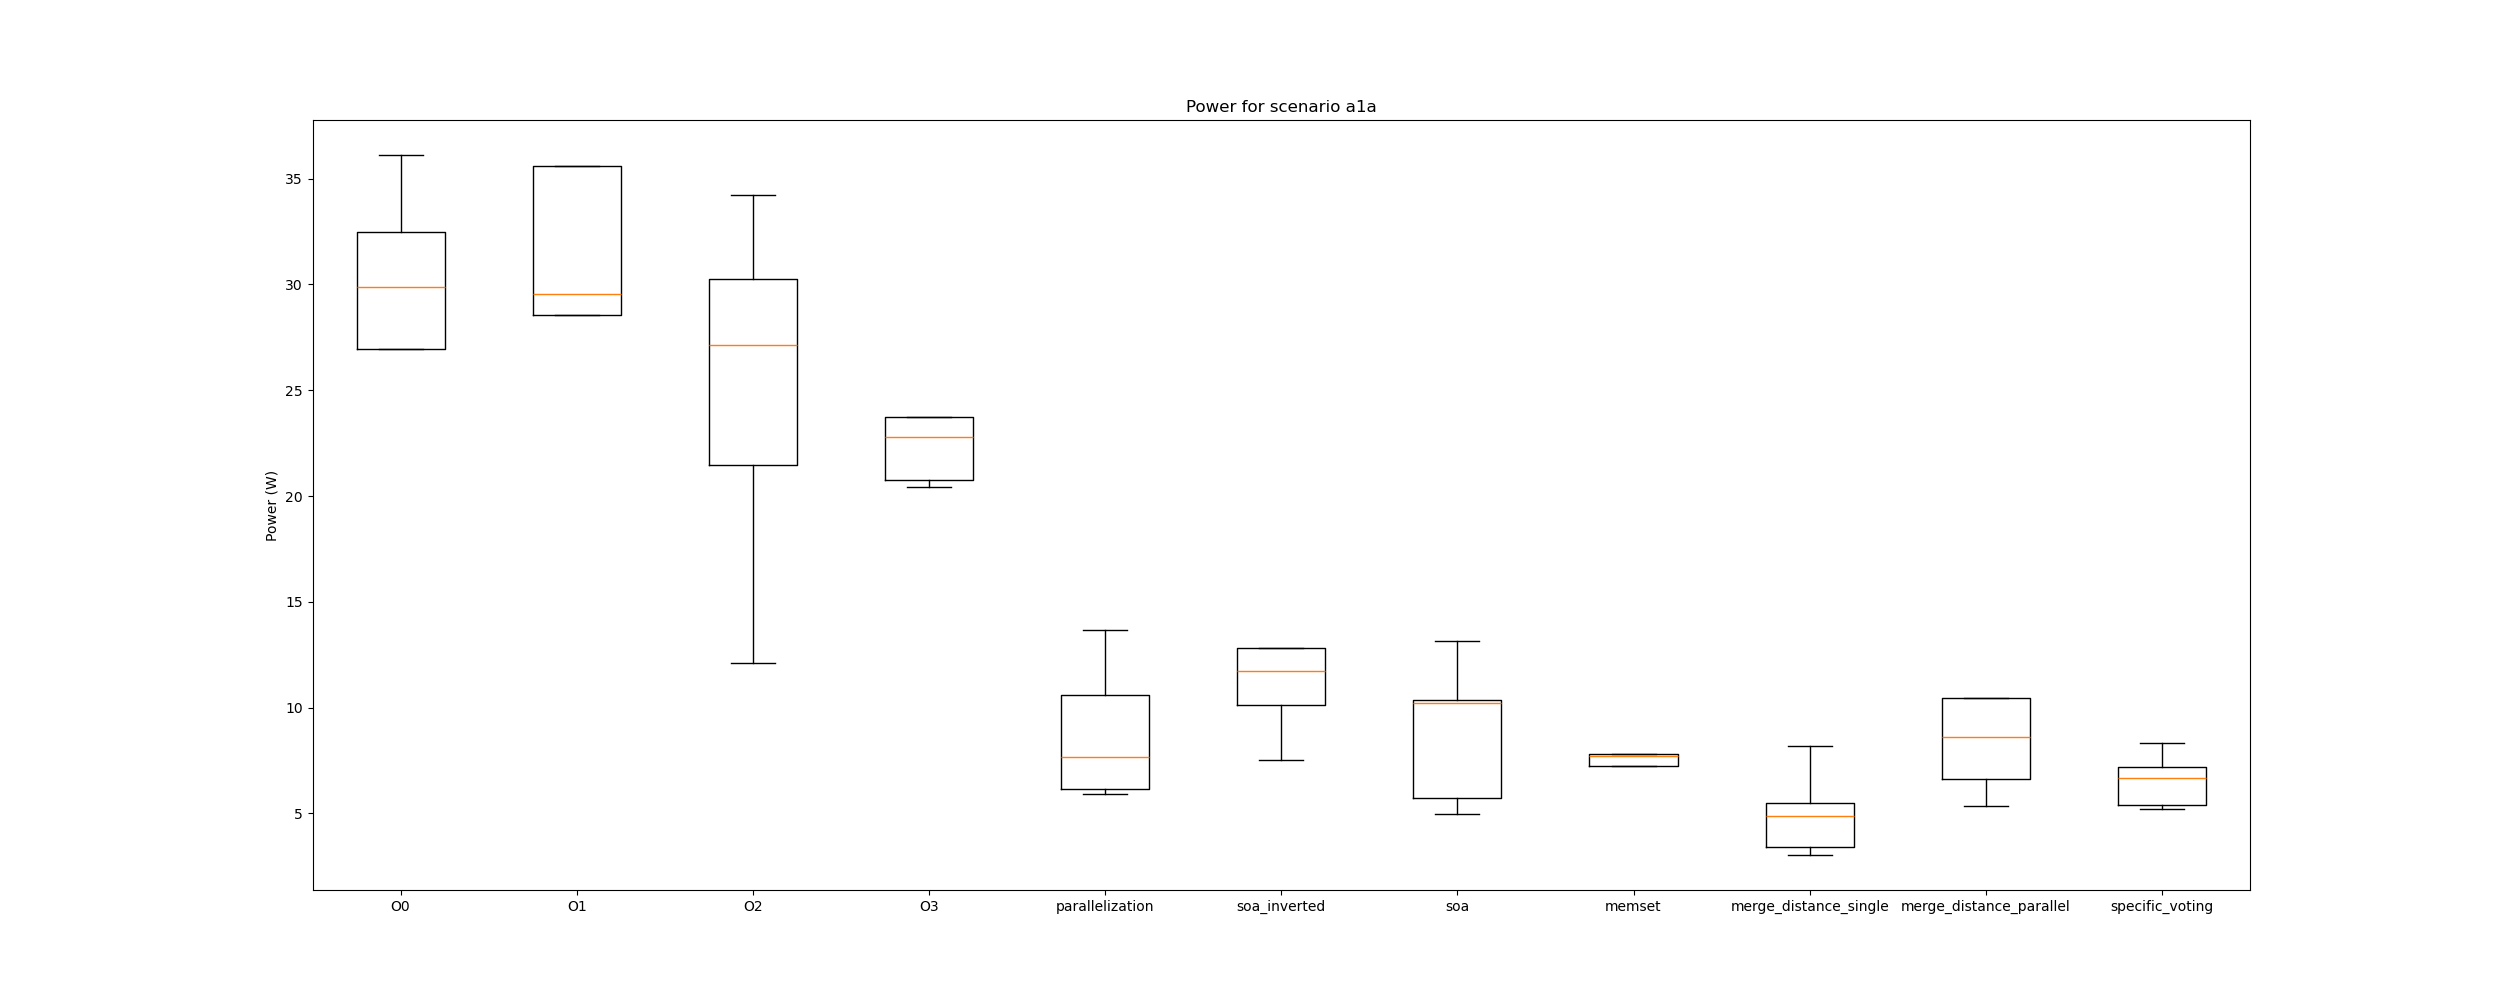 Power for scenario a1a
Power (W)
35
30
25
20
15
10
5
O0 O1 O2 O3 parallelization soa_inverted soa memset merge_distance_single merge_distance_parallel specific_voting